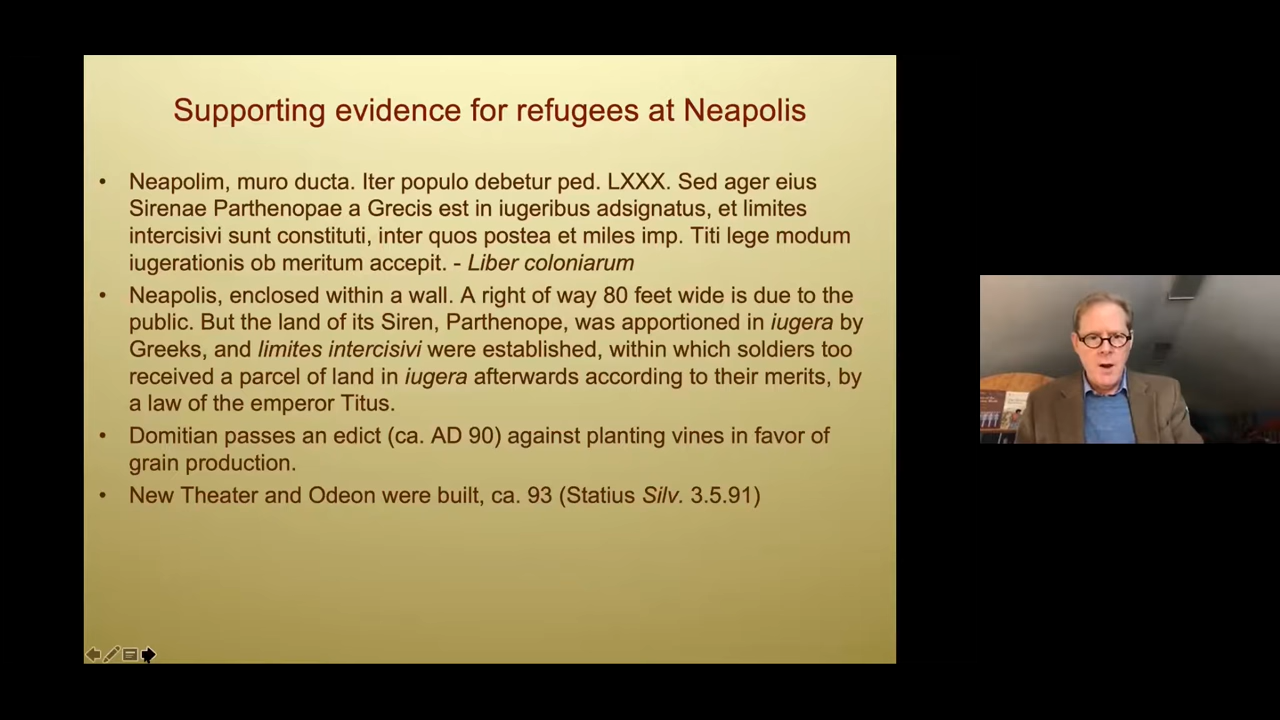 Supporting evidence for refugees at Neapolis
• Neapolim, muro ducta. Iter populo debetur ped. LXXX. Sed ager eius
Sirenae Parthenopae a Grecis est in iugeribus adsignatus, et limites
intercisivi sunt constituti, inter quos postea et miles imp. Titi lege modum
iugerationis ob meritum accepit. - Liber coloniarum
• Neapolis, enclosed within a wall. A right of way 80 feet wide is due to the
public. But the land of its Siren, Parthenope, was apportioned in iugera by
Greeks, and limites intercisivi were established, within which soldiers too
received a parcel of land in iugera afterwards according to their merits, by
a law of the emperor Titus.
• Domitian passes an edict (ca. AD 90) against planting vines in favor of
grain production.
• New Theater and Odeon were built, ca. 93 (Statius Silv. 3.5.91)